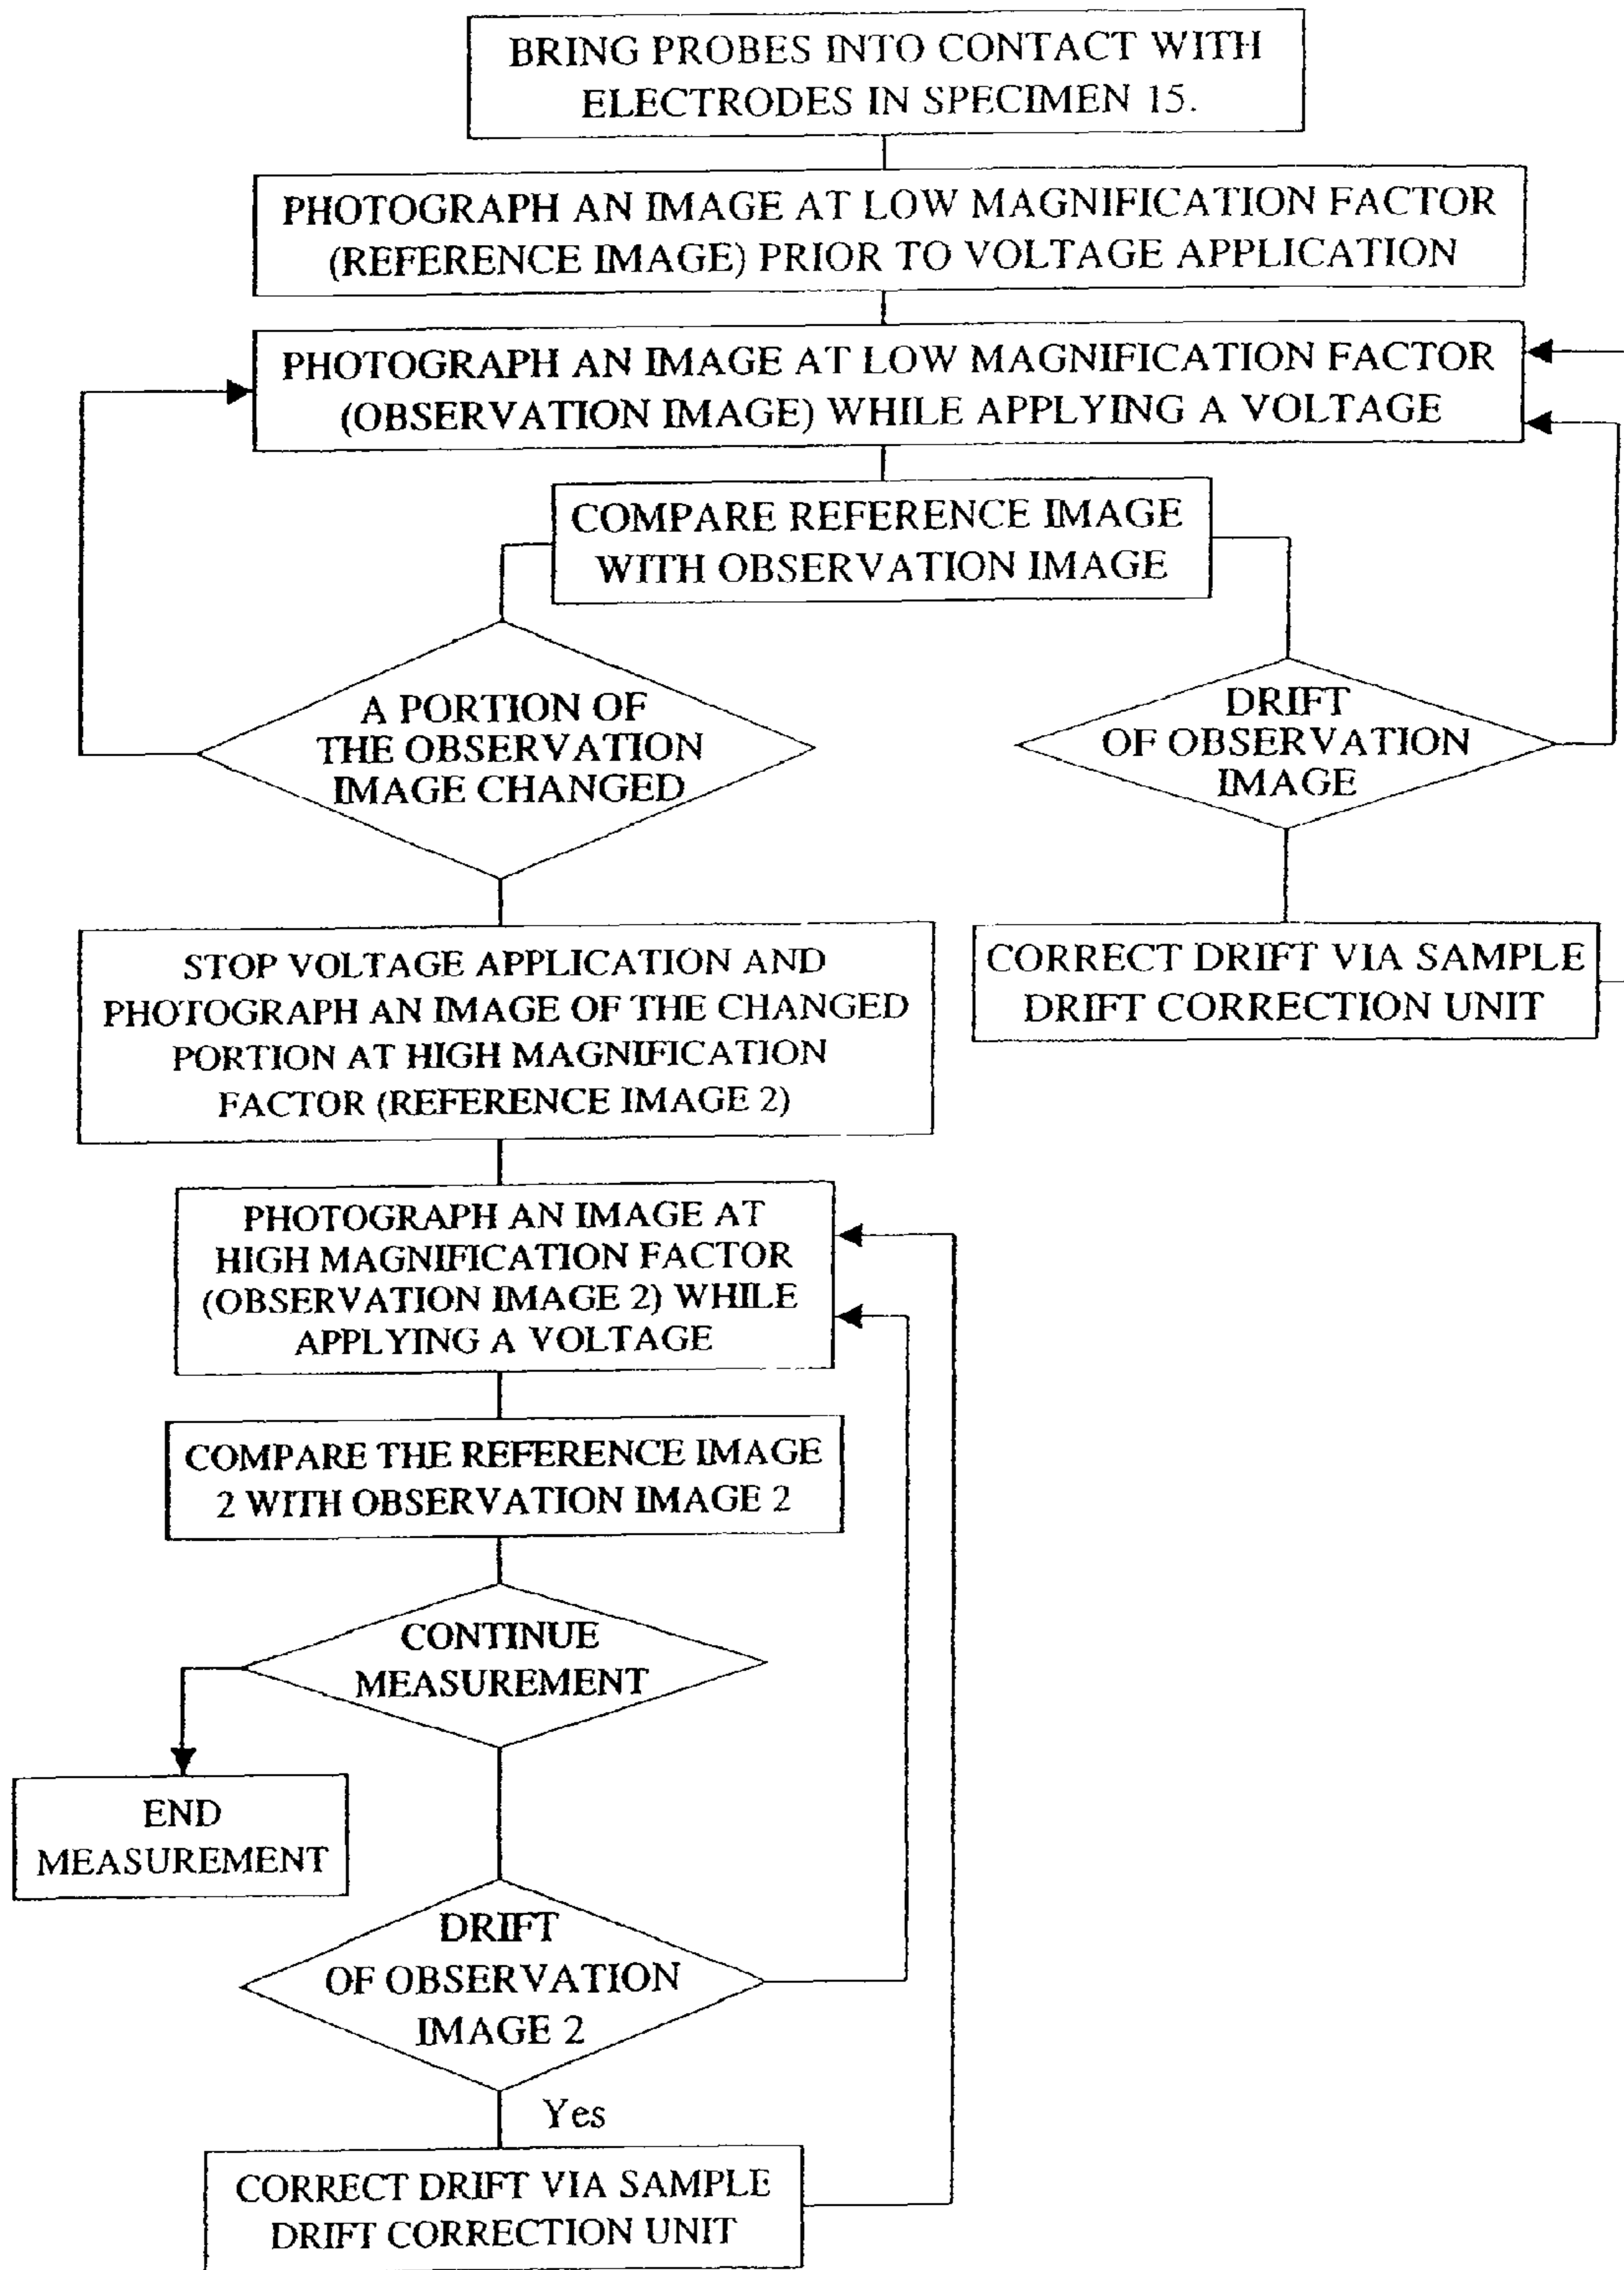 BRING PROBES INTO CONTACT WITH
ELECTRODES IN SPECIMEN 15.
PHOTOGRAPH AN IMAGE AT LOW MAGNIFICATION FACTOR
(REFERENCE IMAGE) PRIOR TO VOLTAGE APPLICATION
PHOTOGRAPH AN IMAGE AT LOW MAGNIFICATION FACTOR
(OBSERVATION IMAGE) WHILE APPLYING A VOLTAGE
COMPARE REFERENCE IMAGE
WITH OBSERVATION IMAGE
A PORTION OF
THE OBSERVATION
IMAGE CHANGED
DRIFT
OF OBSERVATION
IMAGE
STOP VOLTAGE APPLICATION AND
PHOTOGRAPH AN IMAGE OF THE CHANGED
PORTION AT HIGH MAGNIFICATION
FACTOR (REFERENCE IMAGE 2)
CORRECT DRIFT VIA SAMPLE
DRIFT CORRECTION UNIT
PHOTOGRAPH AN IMAGE AT
HIGH MAGNIFICATION FACTOR
(OBSERVATION IMAGE 2) WHILE
APPLYING A VOLTAGE
COMPARE THE REFERENCE IMAGE
2 WITH OBSERVATION IMAGE 2
CONTINUE
MEASUREMENT
END
MEASUREMENT
DRIFT
OF OBSERVATION
IMAGE 2
Yes
CORRECT DRIFT VIA SAMPLE
DRIFT CORRECTION UNIT